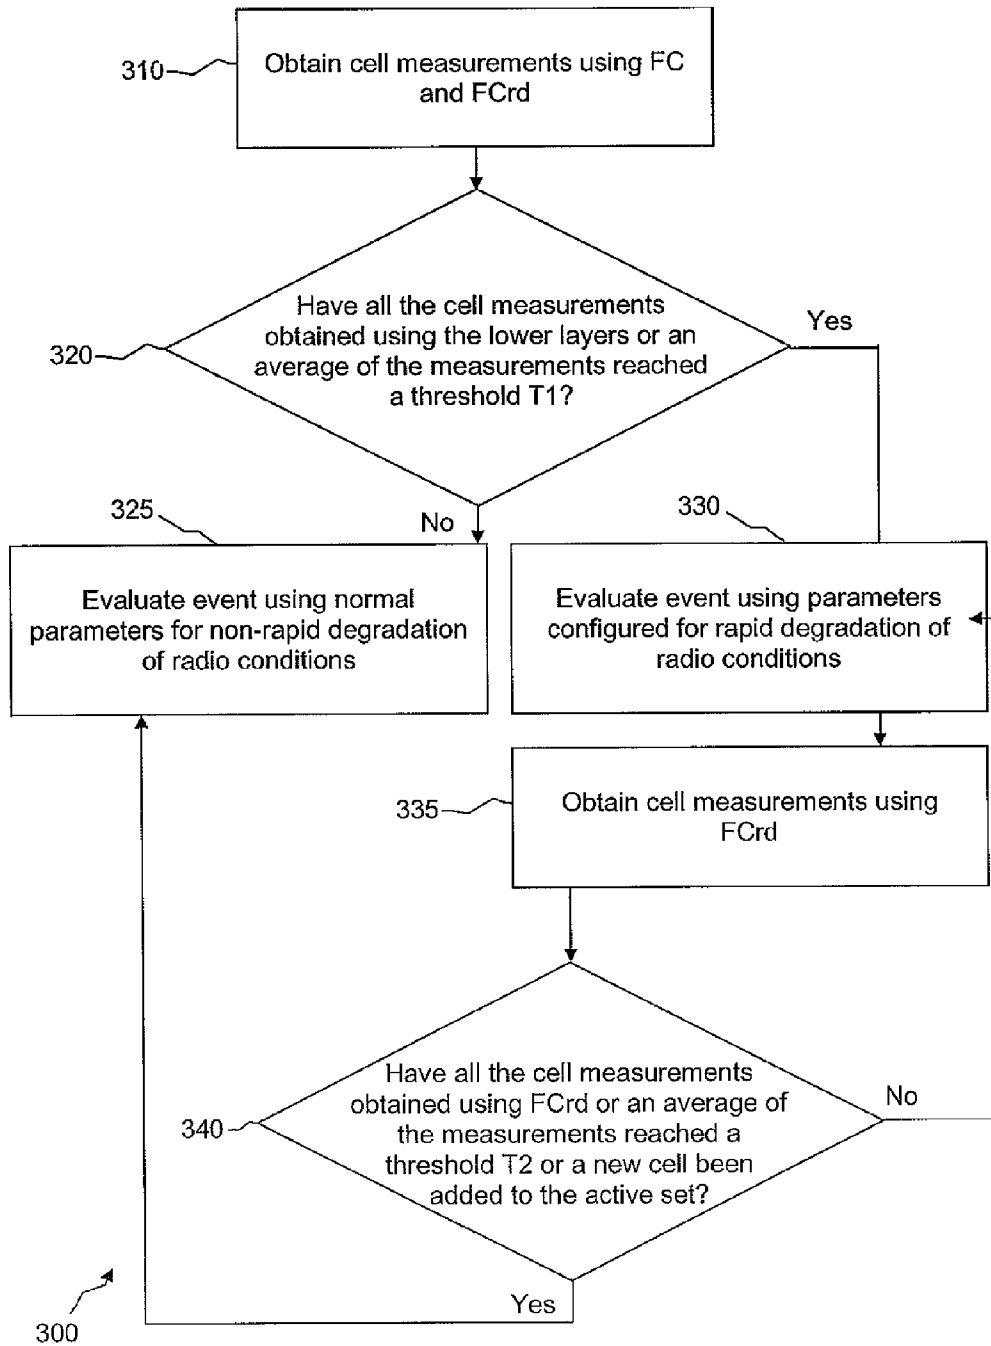 310
Obtain cell measurements using FC
and FCrd
320
Have all the cell measurements
obtained using the lower layers or an
average of the measurements reached
a threshold T1?
Yes
No
325
Evaluate event using normal
parameters for non-rapid degradation
of radio conditions
330
Evaluate event using parameters
configured for rapid degradation of
radio conditions
335
Obtain cell measurements using
FCrd
340
Have all the cell measurements
obtained using FCrd or an average of
the measurements reached a
threshold T2 or a new cell been
added to the active set?
No
Yes
300